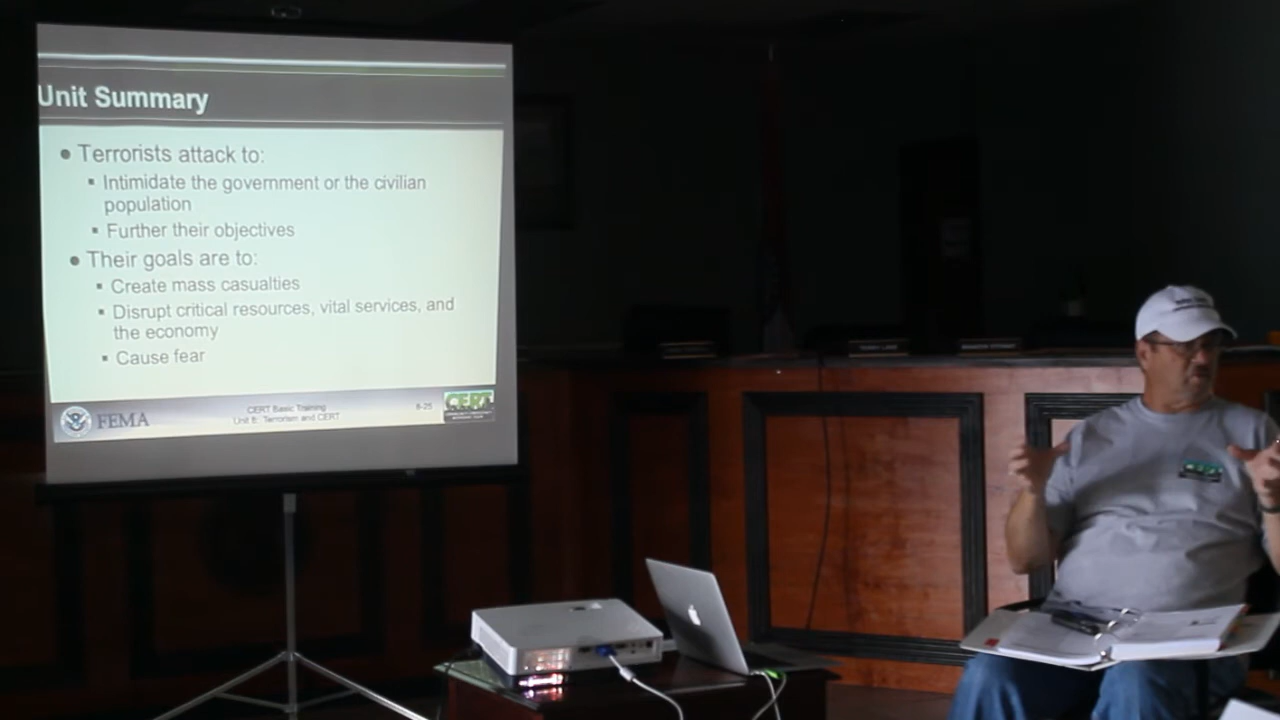 Unit Summary
Terrorists attack to:
Intimidate the government or the civilian
population
Further their objectives
Their goals are to:
Create mass casualties
Disrupt critical resources, vital services, and
the economy
Cause fear
FEMA
CERT Basic Training
Unit 8: Terrorism and CERT
8-25
CERT
CERT